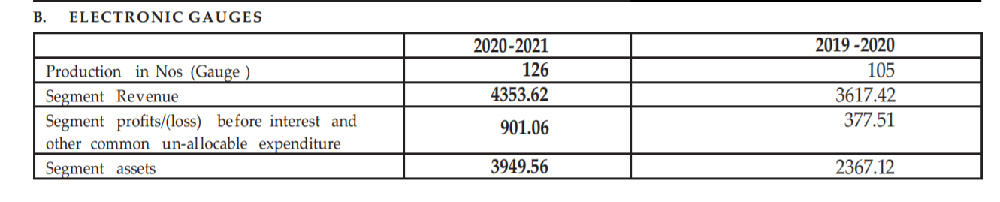 B. ELECTRONIC GAUGES
2020-2021 2019 -2020
Production in Nos (Gauge ) 126 105
Segment Revenue 4353.62 3617.42
Segment profits/(loss) before interest and 901.06 377.51
other common un-allocable expenditure
Segment assets 3949.56 2367.12